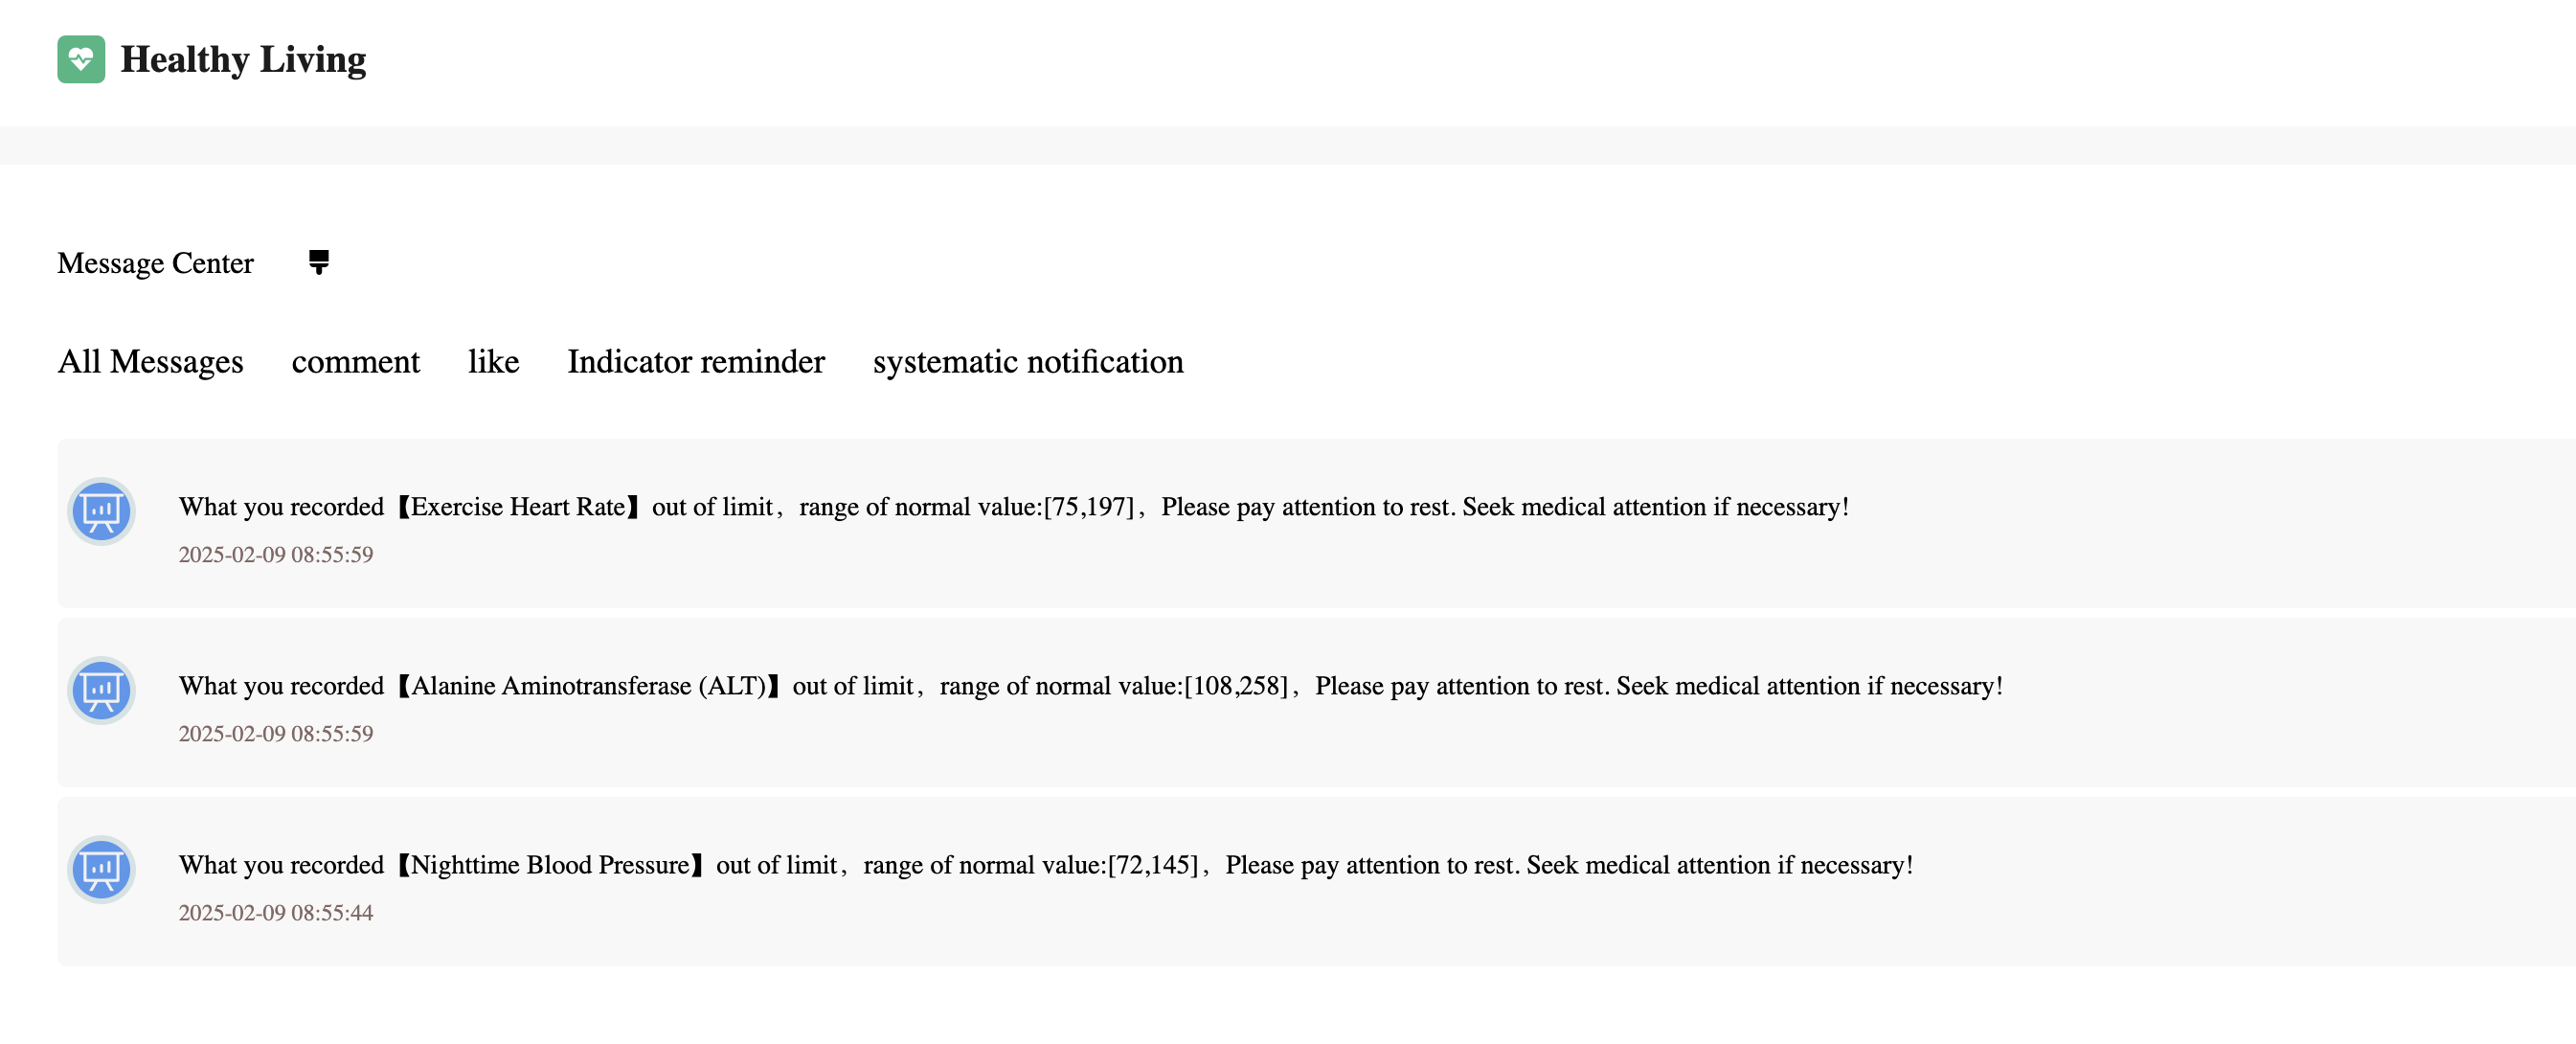 Healthy Living
Message Center
All Messages comment like Indicator reminder systematic notification
What you recorded【Exercise Heart Rate】out of limit，range of normal value:[75,197]，Please pay attention to rest. Seek medical attention if necessary!
2025-02-09 08:55:59
What you recorded【Alanine Aminotransferase (ALT)】out of limit，range of normal value:[108,258]，Please pay attention to rest. Seek medical attention if necessary!
2025-02-09 08:55:59
What you recorded【Nighttime Blood Pressure】out of limit，range of normal value:[72,145]，Please pay attention to rest. Seek medical attention if necessary!
2025-02-09 08:55:44